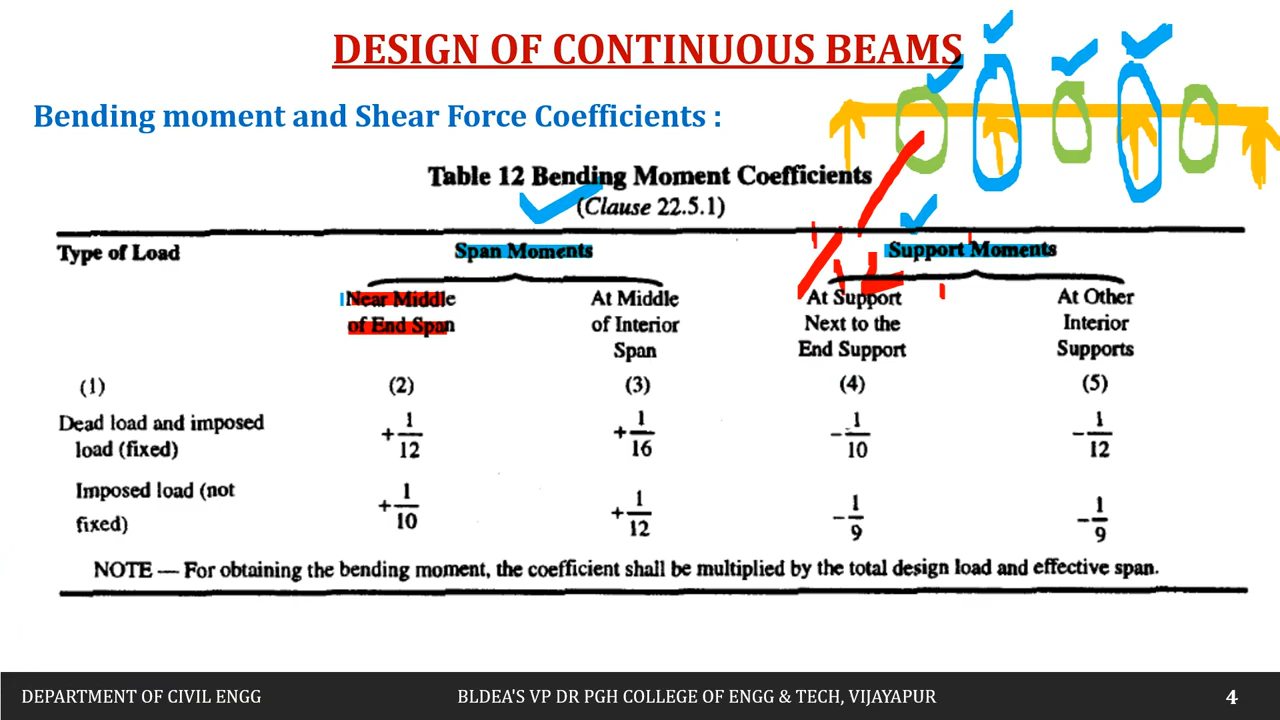 DESIGN OF CONTINUOUS BEAMS
Bending moment and Shear Force Coefficients :
Table 12 Bending Moment Coefficients
(Clause 22.5.1)
Type of Load Span Moments Support Moments
Near Middle of End Span At Middle of Interior Span At Support Next to the End Support At Other Interior Supports
(1) (2) (3) (4) (5)
Dead load and imposed load (fixed) +1/12 +1/16 -1/10 -1/12
Imposed load (not fixed) +1/10 +1/12 -1/9 -1/9
NOTE — For obtaining the bending moment, the coefficient shall be multiplied by the total design load and effective span.
DEPARTMENT OF CIVIL ENGG BLDEA'S VP DR PGH COLLEGE OF ENGG & TECH, VIJAYAPUR 4